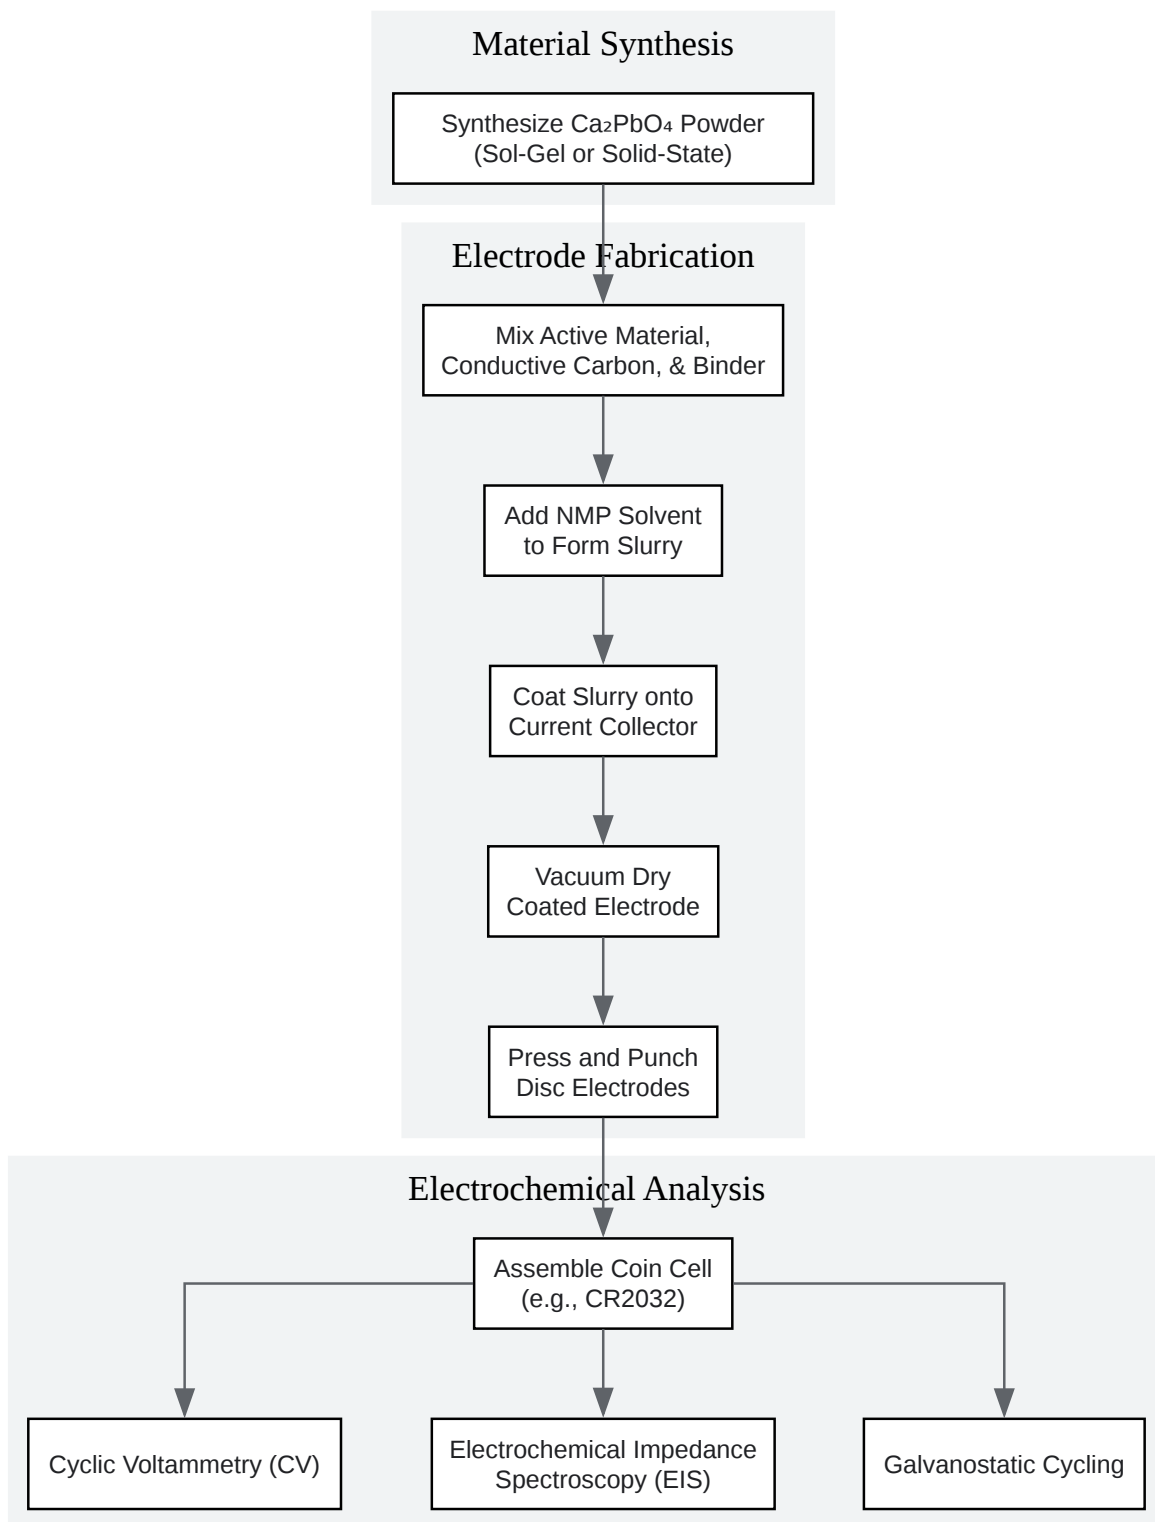 Material Synthesis
Synthesize Ca₂PbO₄ Powder
(Sol-Gel or Solid-State)
Electrode Fabrication
Mix Active Material,
Conductive Carbon, & Binder
Add NMP Solvent
to Form Slurry
Coat Slurry onto
Current Collector
Vacuum Dry
Coated Electrode
Press and Punch
Disc Electrodes
Electrochemical Analysis
Assemble Coin Cell
(e.g., CR2032)
Cyclic Voltammetry (CV)
Electrochemical Impedance
Spectroscopy (EIS)
Galvanostatic Cycling